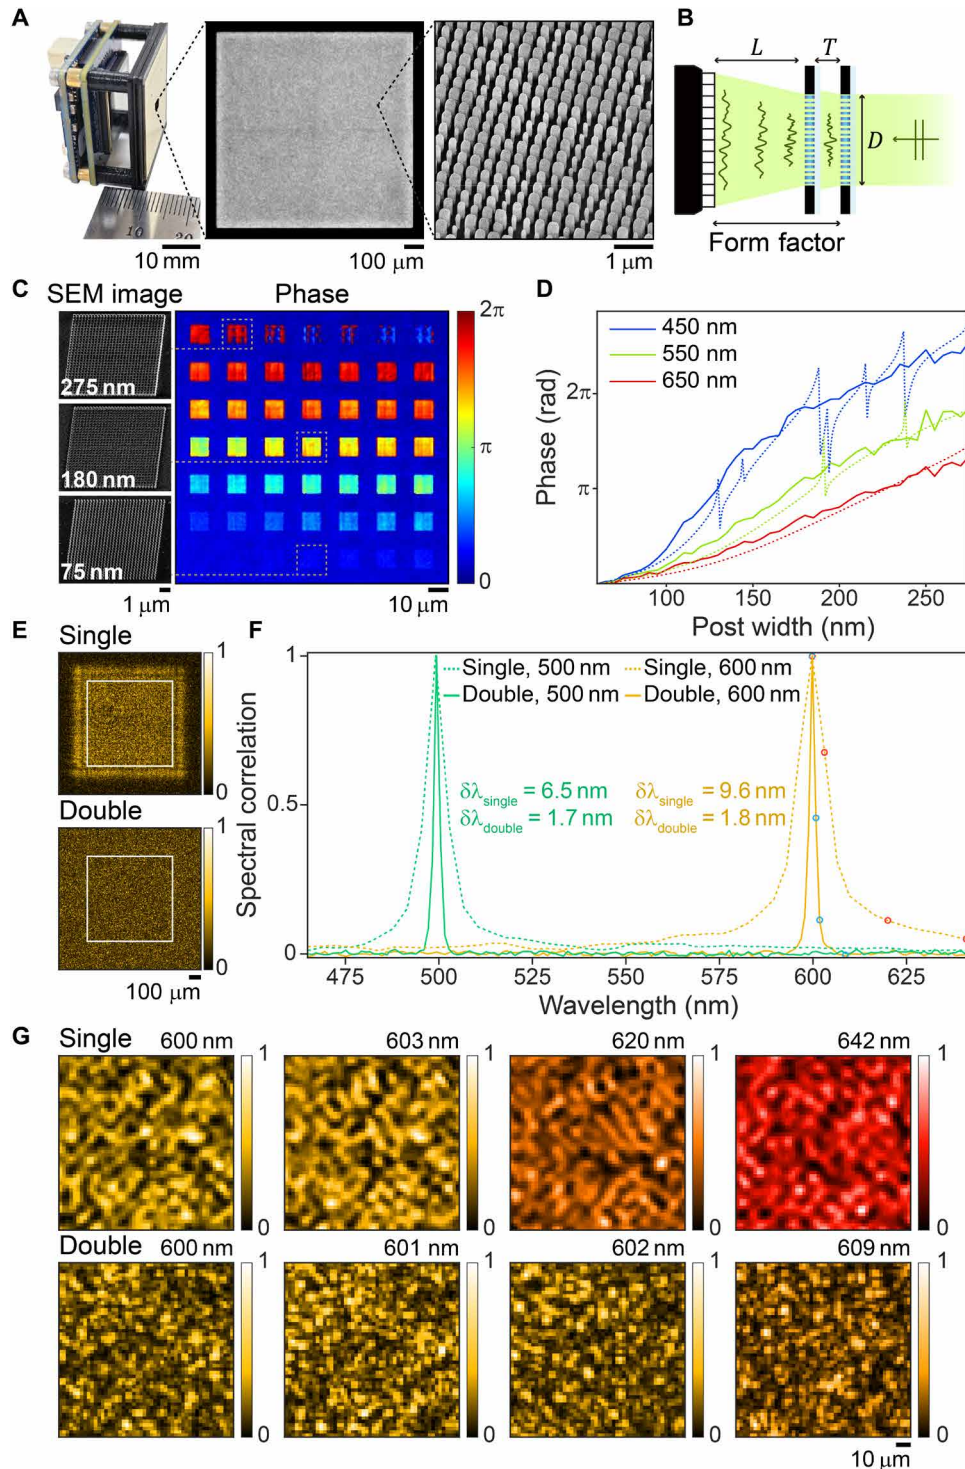 A
10
20
10 mm
100 μm
1 μm
B
L
T
D
Form factor
C
SEM image
Phase
275 nm
180 nm
75 nm
1 μm
2π
π
0
10 μm
D
450 nm
550 nm
650 nm
Phase (rad)
2π
π
100
150
200
250
Post width (nm)
E
Single
1
0
Double
1
0
100 μm
F
Spectral correlation
1
0.5
0
Single, 500 nm
Single, 600 nm
Double, 500 nm
Double, 600 nm
δλsingle = 6.5 nm
δλsingle = 9.6 nm
δλdouble = 1.7 nm
δλdouble = 1.8 nm
475
500
525
550
575
600
625
Wavelength (nm)
G
Single
600 nm
1
0
603 nm
1
0
620 nm
1
0
642 nm
1
0
Double
600 nm
1
0
601 nm
1
0
602 nm
1
0
609 nm
1
0
10 μm